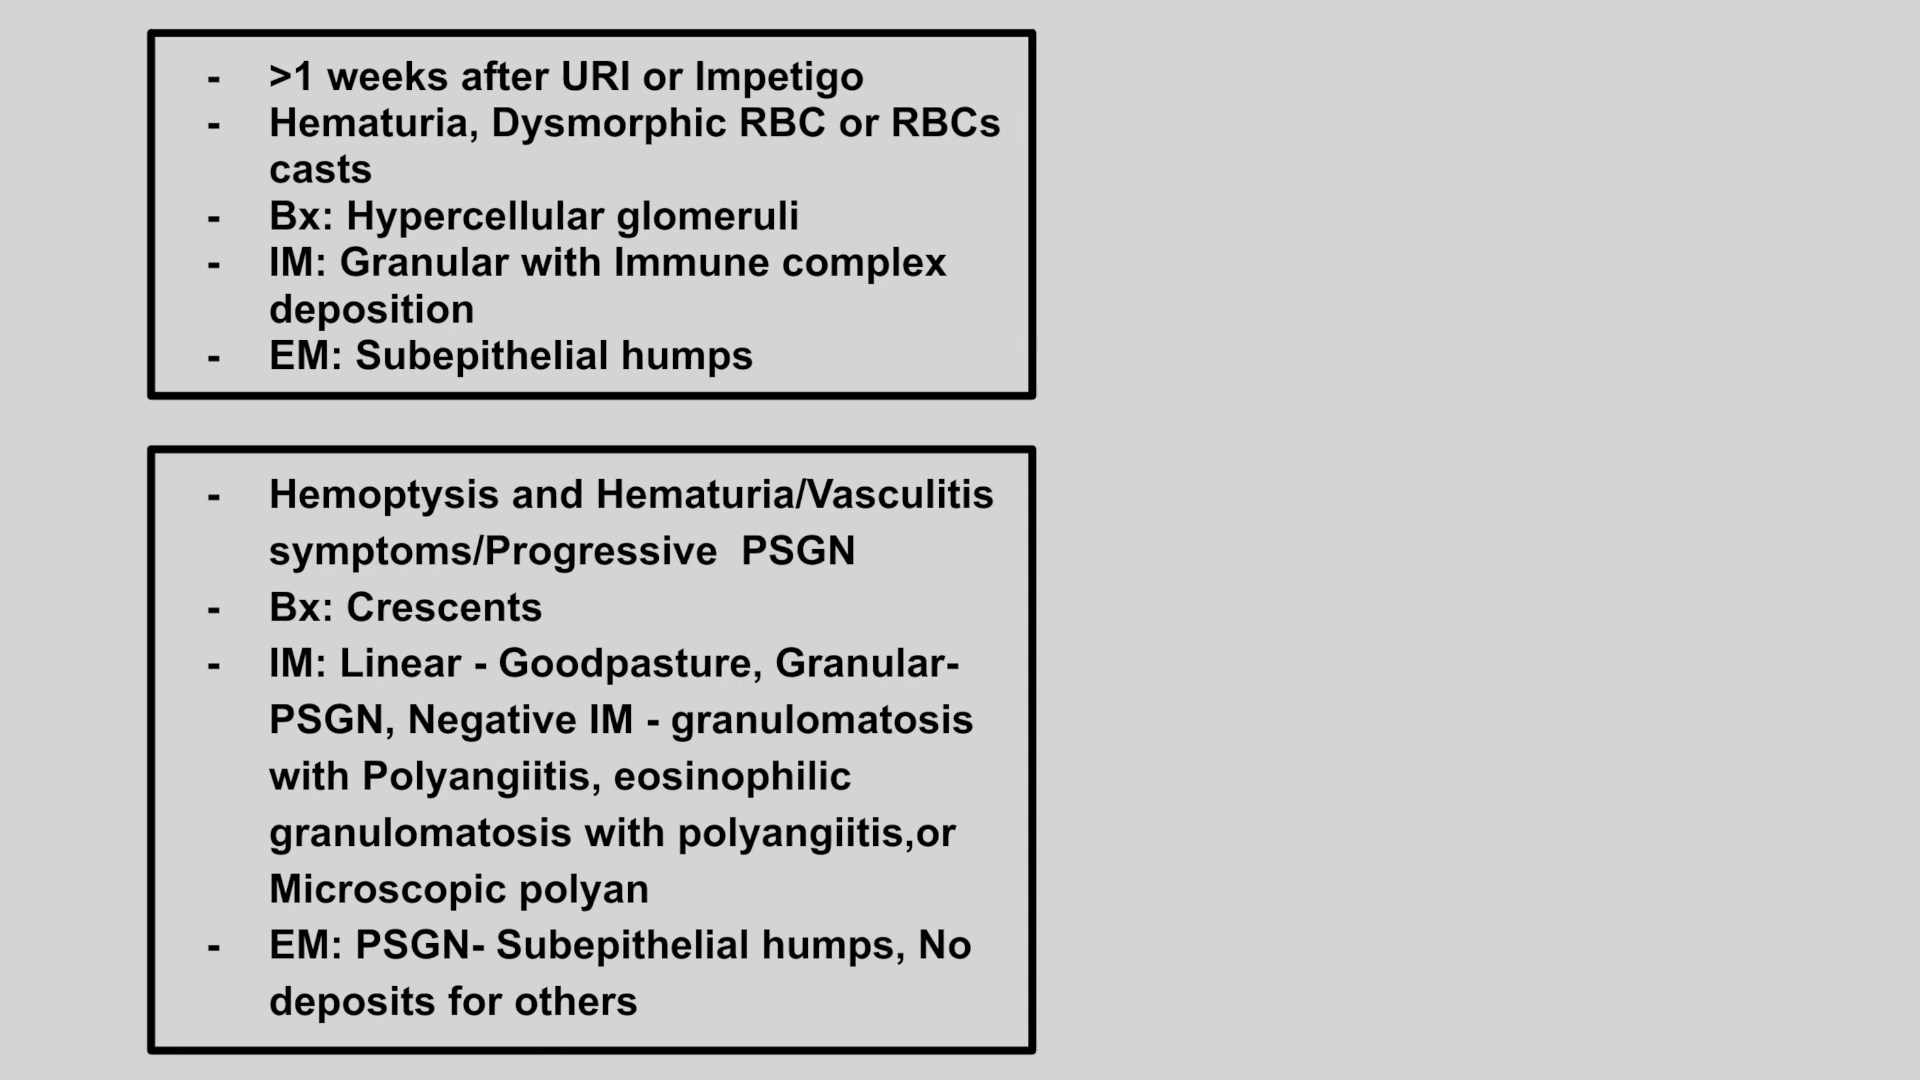 - >1 weeks after URI or Impetigo
- Hematuria, Dysmorphic RBC or RBCs
casts
- Bx: Hypercellular glomeruli
- IM: Granular with Immune complex
deposition
- EM: Subepithelial humps
- Hemoptysis and Hematuria/Vasculitis
symptoms/Progressive  PSGN
- Bx: Crescents
- IM: Linear - Goodpasture, Granular-
PSGN, Negative IM - granulomatosis
with Polyangiitis, eosinophilic
granulomatosis with polyangiitis,or
Microscopic polyan
- EM: PSGN- Subepithelial humps, No
deposits for others